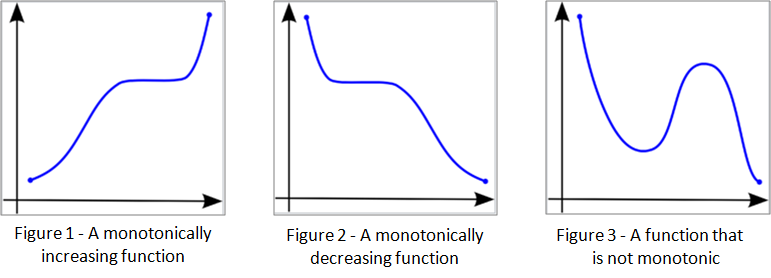 Figure 1 - A monotonically
increasing function
Figure 2 - A monotonically
decreasing function
Figure 3 - A function that
is not monotonic